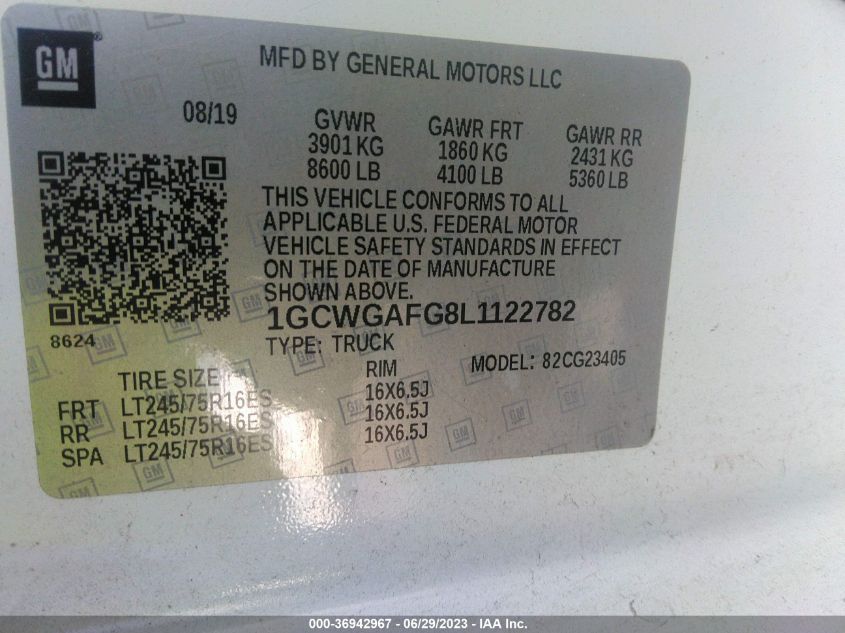 GM
MFD BY GENERAL MOTORS LLC
08/19
GVWR GAWR FRT GAWR RR
3901 KG 1860 KG 2431 KG
8600 LB 4100 LB 5360 LB
THIS VEHICLE CONFORMS TO ALL
APPLICABLE U.S. FEDERAL MOTOR
VEHICLE SAFETY STANDARDS IN EFFECT
ON THE DATE OF MANUFACTURE
SHOWN ABOVE.
8624
1GCWGAFG8L1122782
TYPE: TRUCK MODEL: 82CG23405
TIRE SIZE RIM
FRT LT245/75R16ES 16X6.5J
RR LT245/75R16ES 16X6.5J
SPA LT245/75R16ES 16X6.5J
000-36942967 - 06/29/2023 - IAA Inc.